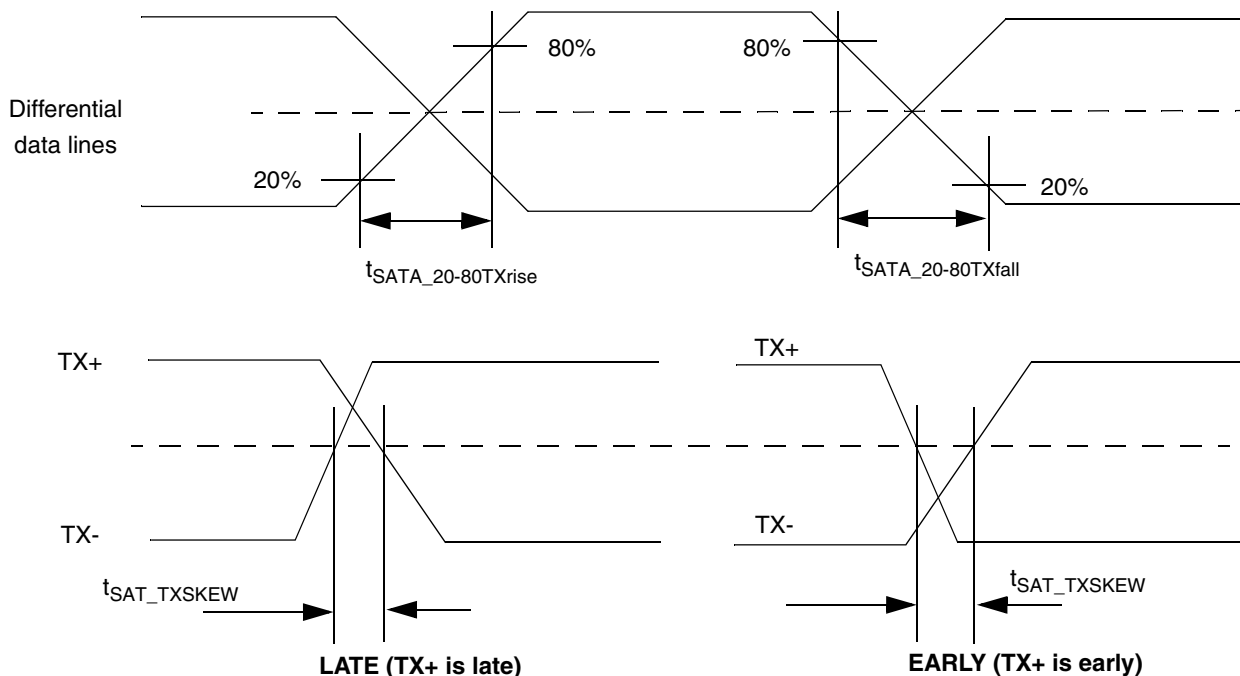 80%
80%
Differential
data lines
20%
20%
tSATA_20-80TXrise
tSATA_20-80TXfall
TX+
TX+
TX-
TX-
tSAT_TXSKEW
tSAT_TXSKEW
LATE (TX+ is late)
EARLY (TX+ is early)